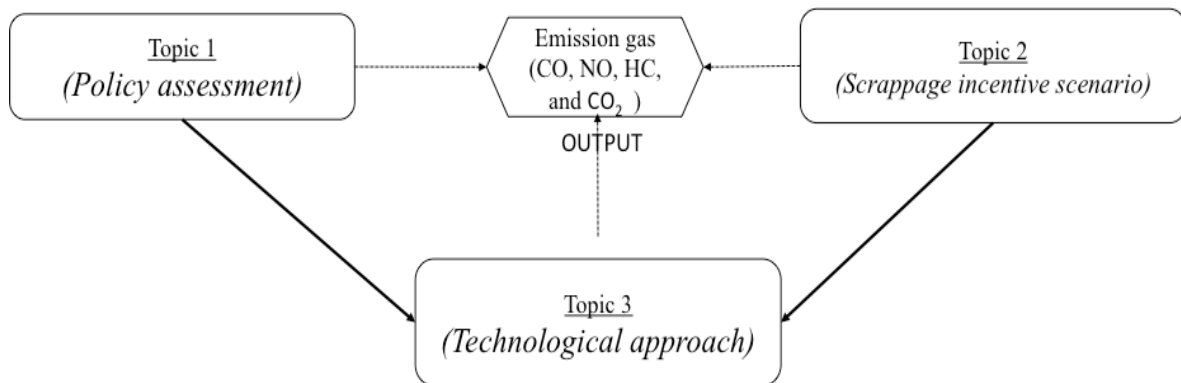 Topic 1
(Policy assessment)
Emission gas
(CO, NO, HC,
and CO₂ )
OUTPUT
Topic 2
(Scrappage incentive scenario)
Topic 3
(Technological approach)